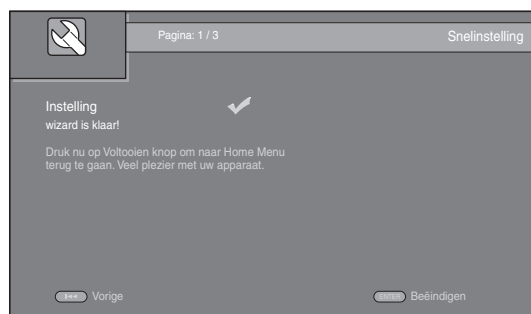 Pagina: 1 / 3
Snelinstelling
Instelling
wizard is klaar!
Druk nu op Voltooien knop om naar Home Menu
terug te gaan. Veel plezier met uw apparaat.
Vorige
ENTER Beëindigen